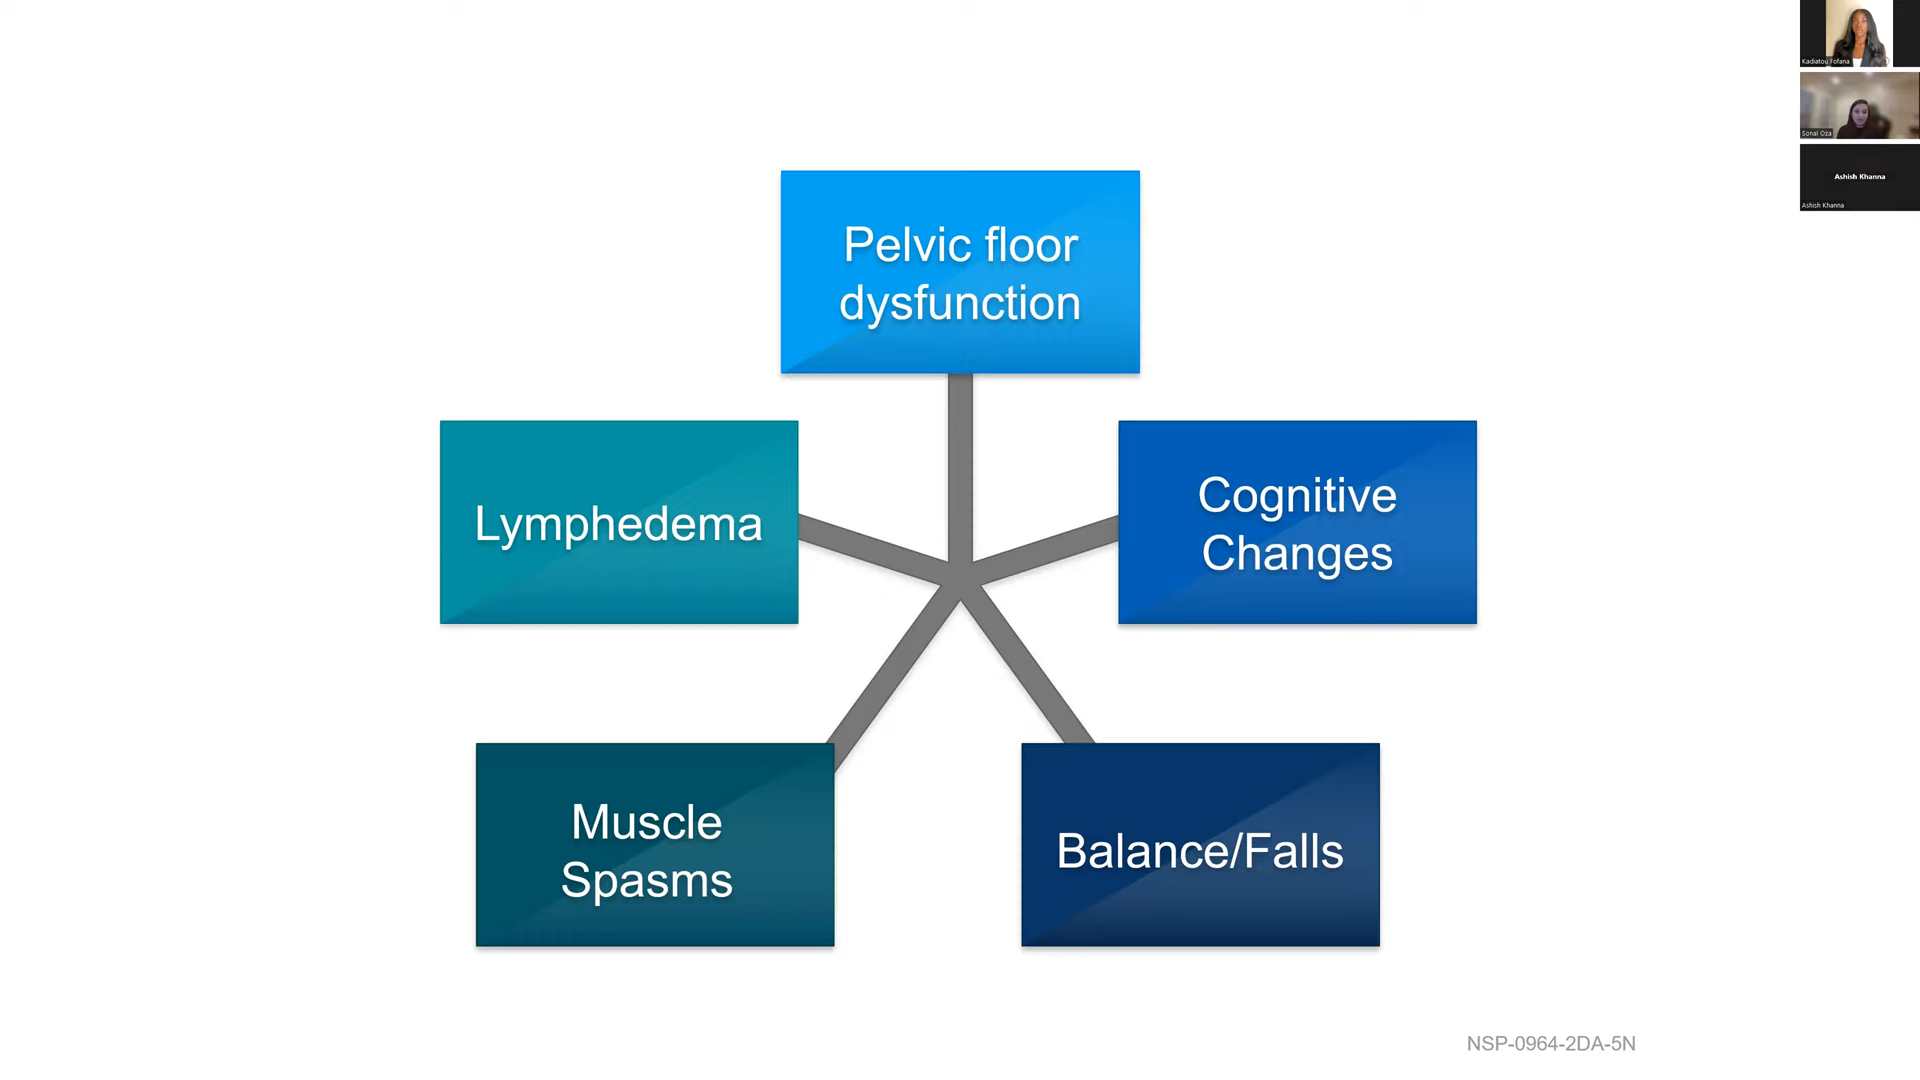 Kadiatou Fofana
Sonal Oza
Ashish Khanna
Ashish Khanna
Pelvic floor
dysfunction
Lymphedema
Cognitive
Changes
Muscle
Spasms
Balance/Falls
NSP-0964-2DA-5N